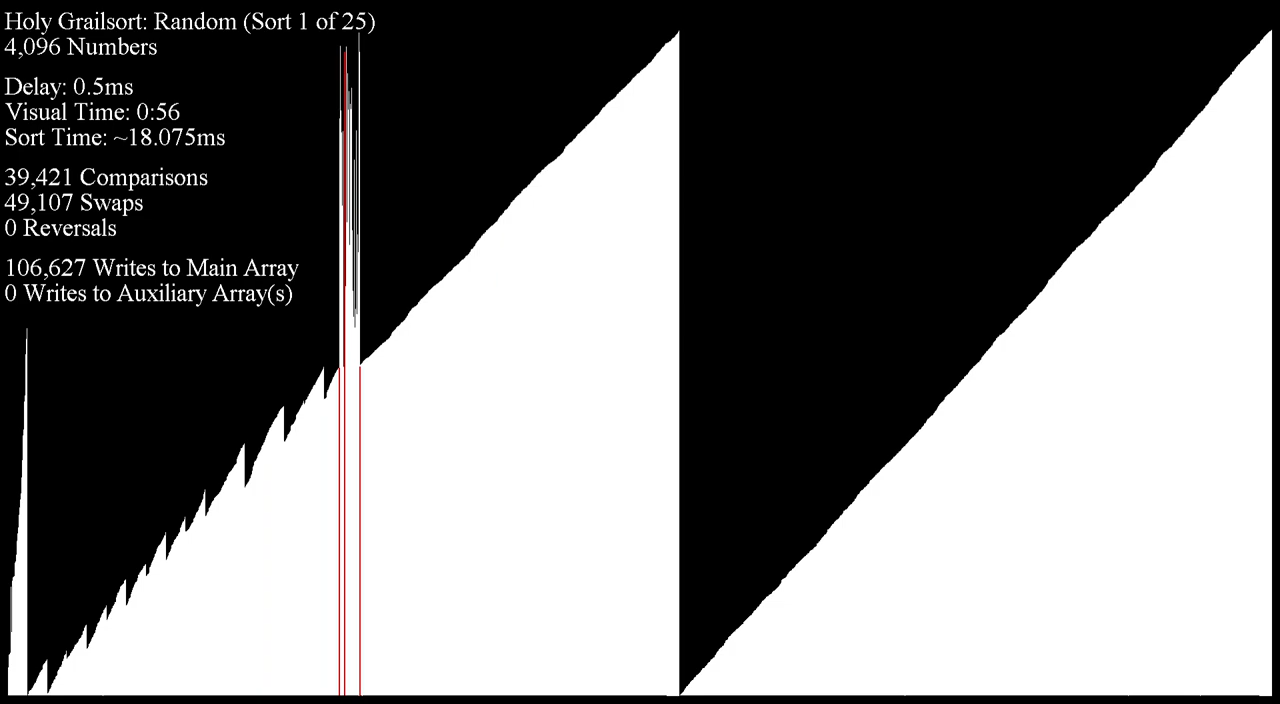 Holy Grailsort: Random (Sort 1 of 25)
4,096 Numbers
Delay: 0.5ms
Visual Time: 0:56
Sort Time: ~18.075ms
39,421 Comparisons
49,107 Swaps
0 Reversals
106,627 Writes to Main Array
0 Writes to Auxiliary Array(s)